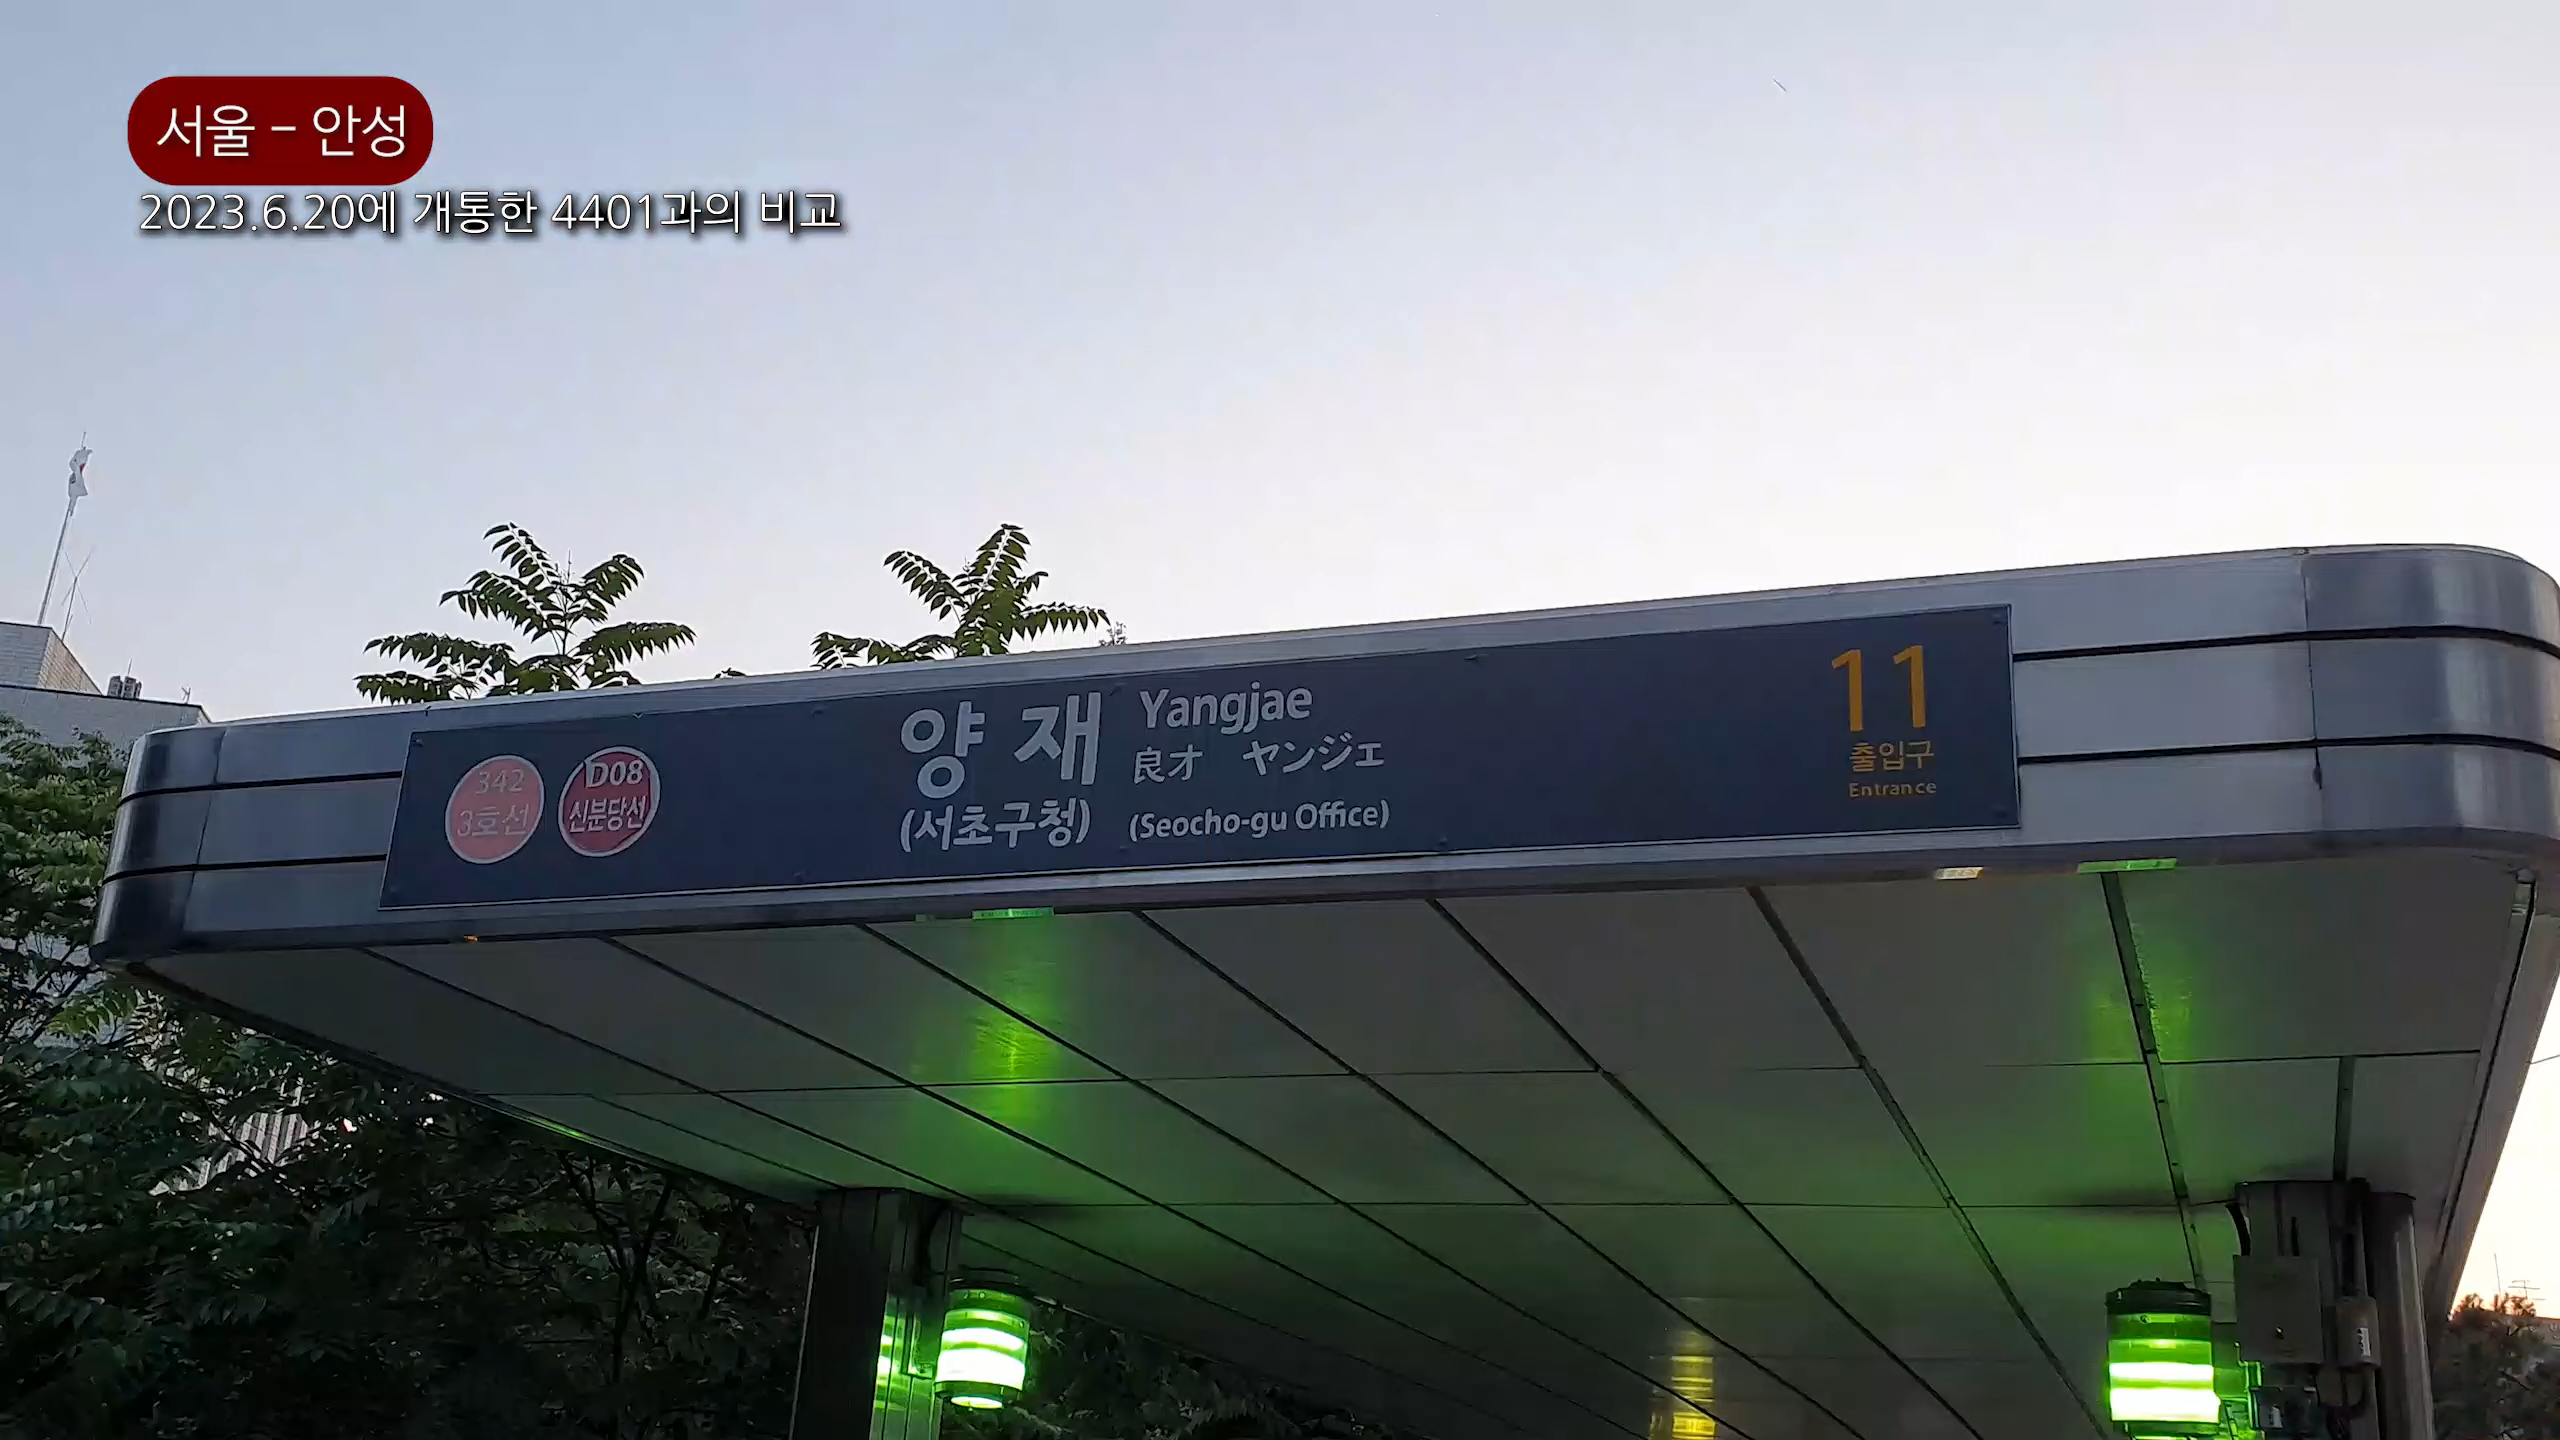 서울 – 안성
2023.6.20에 개통한 4401과의 비교
342
3호선
D08
신분당선
양재
(서초구청)
Yangjae
良才 ヤンジェ
(Seocho-gu Office)
11
출입구
Entrance